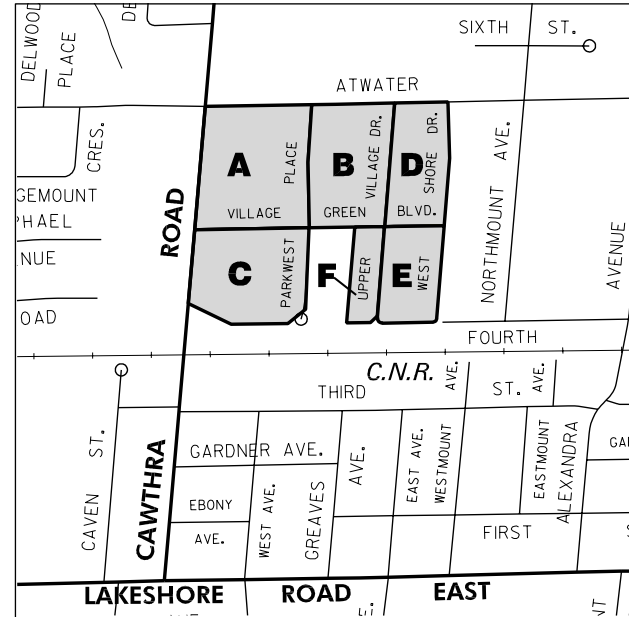 DELWOOD
PLACE
DE
SIXTH ST.
ATWATER
CRES.
GEMOUNT
PHAEL
NUE
OAD
ROAD
A
PLACE
B
VILLAGE DR.
D
SHORE DR.
VILLAGE GREEN BLVD.
C
PARKWEST
F
UPPER
E
WEST
NORTHMOUNT AVE.
AVENUE
FOURTH
C.N.R.
THIRD
ST.
AVE.
AVE.
CAVEN ST.
CAWTHRA
GARDNER AVE.
EBONY
AVE.
WEST AVE.
GREAVES
AVE.
EAST AVE.
WESTMOUNT
EASTMOUNT
ALEXANDRA
GA
FIRST
LAKESHORE ROAD EAST